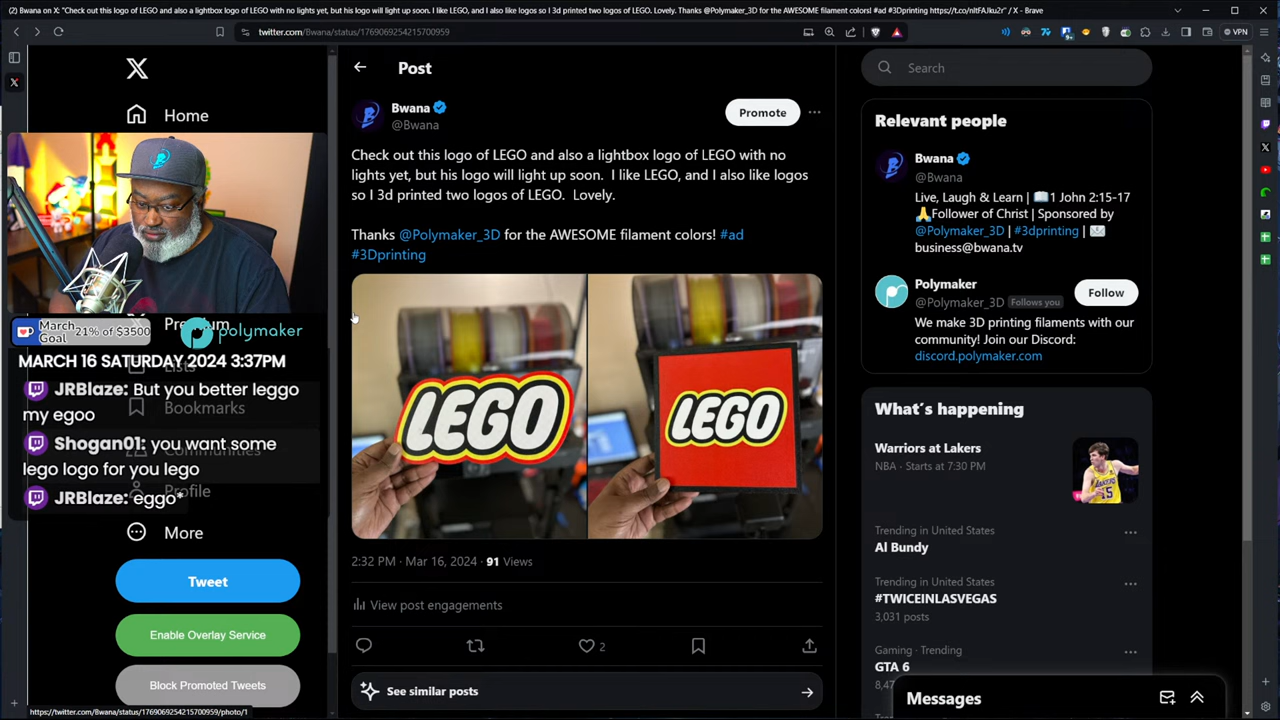 (2) Bwana on X: "Check out this logo of LEGO and also a lightbox logo of LEGO with no lights yet, but his logo will light up soon. I like LEGO, and I also like logos so I 3d printed two logos of LEGO. Lovely. Thanks @Polymaker_3D for the AWESOME filament colors! #ad #3Dprinting https://t.co/nltFAJku2r" / X - Brave
twitter.com/Bwana/status/1769069254215700959
VPN
Home
Post
Search
Bwana
@Bwana
Promote
Check out this logo of LEGO and also a lightbox logo of LEGO with no
lights yet, but his logo will light up soon. I like LEGO, and I also like logos
so I 3d printed two logos of LEGO. Lovely.
Thanks @Polymaker_3D for the AWESOME filament colors! #ad
#3Dprinting
LEGO
LEGO
2:32 PM · Mar 16, 2024 · 91 Views
View post engagements
2
See similar posts
Relevant people
Bwana
@Bwana
Live, Laugh & Learn | 1 John 2:15-17
Follower of Christ | Sponsored by
@Polymaker_3D | #3dprinting |
business@bwana.tv
Polymaker
@Polymaker_3D Follows you
Follow
We make 3D printing filaments with our
community! Join our Discord:
discord.polymaker.com
What's happening
Warriors at Lakers
NBA · Starts at 7:30 PM
Trending in United States
Al Bundy
Trending in United States
#TWICEINLASVEGAS
3,031 posts
Gaming · Trending
GTA 6
8,47
Messages
March
Goal
21% of $3500
polymaker
Premium
MARCH 16 SATURDAY 2024 3:37PM
Lists
JRBlaze: But you better leggo
my egoo
Bookmarks
Shogan01: you want some
lego logo for you lego
Communities
JRBlaze: eggo*
Profile
More
Tweet
Enable Overlay Service
Block Promoted Tweets
https://twitter.com/Bwana/status/1769069254215700959/photo/1